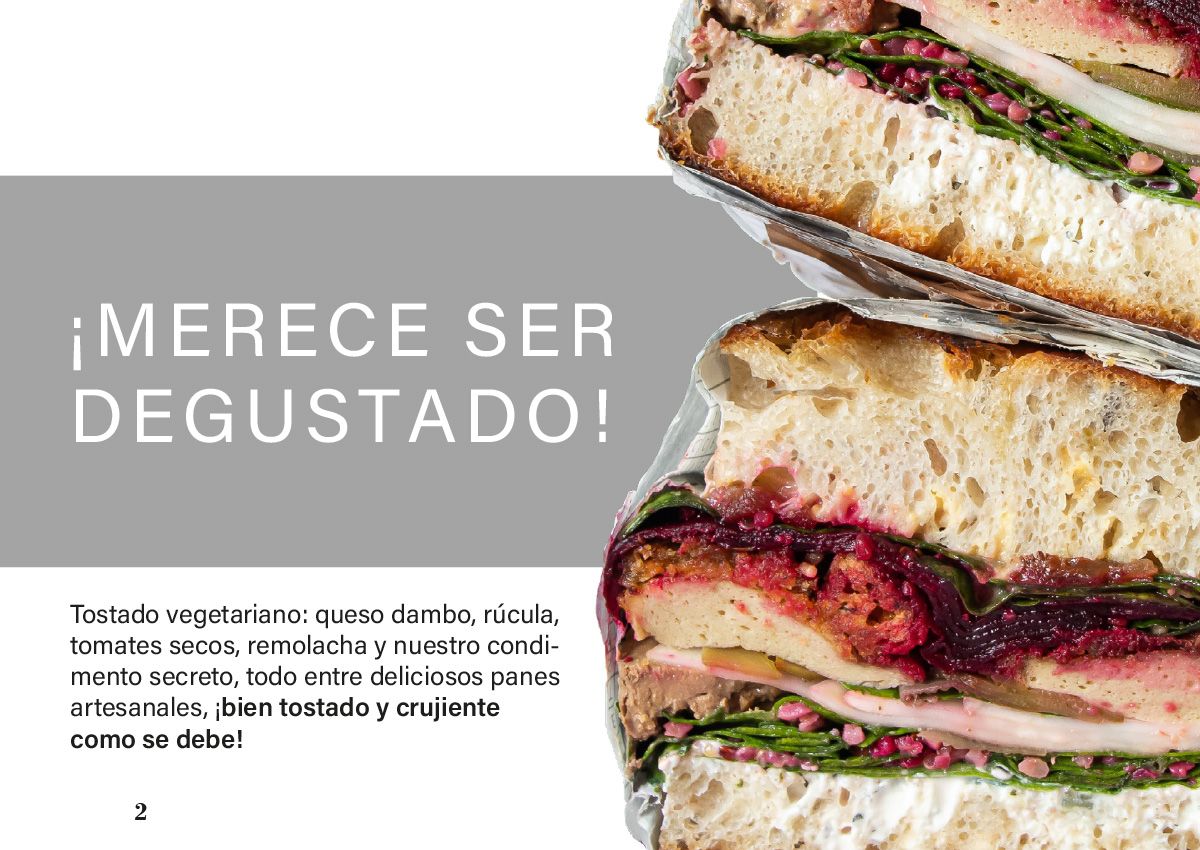 ¡MERECE SER
DEGUSTADO!
Tostado vegetariano: queso dambo, rúcula,
tomates secos, remolacha y nuestro condi-
mento secreto, todo entre deliciosos panes
artesanales, ¡bien tostado y crujiente
como se debe!
2